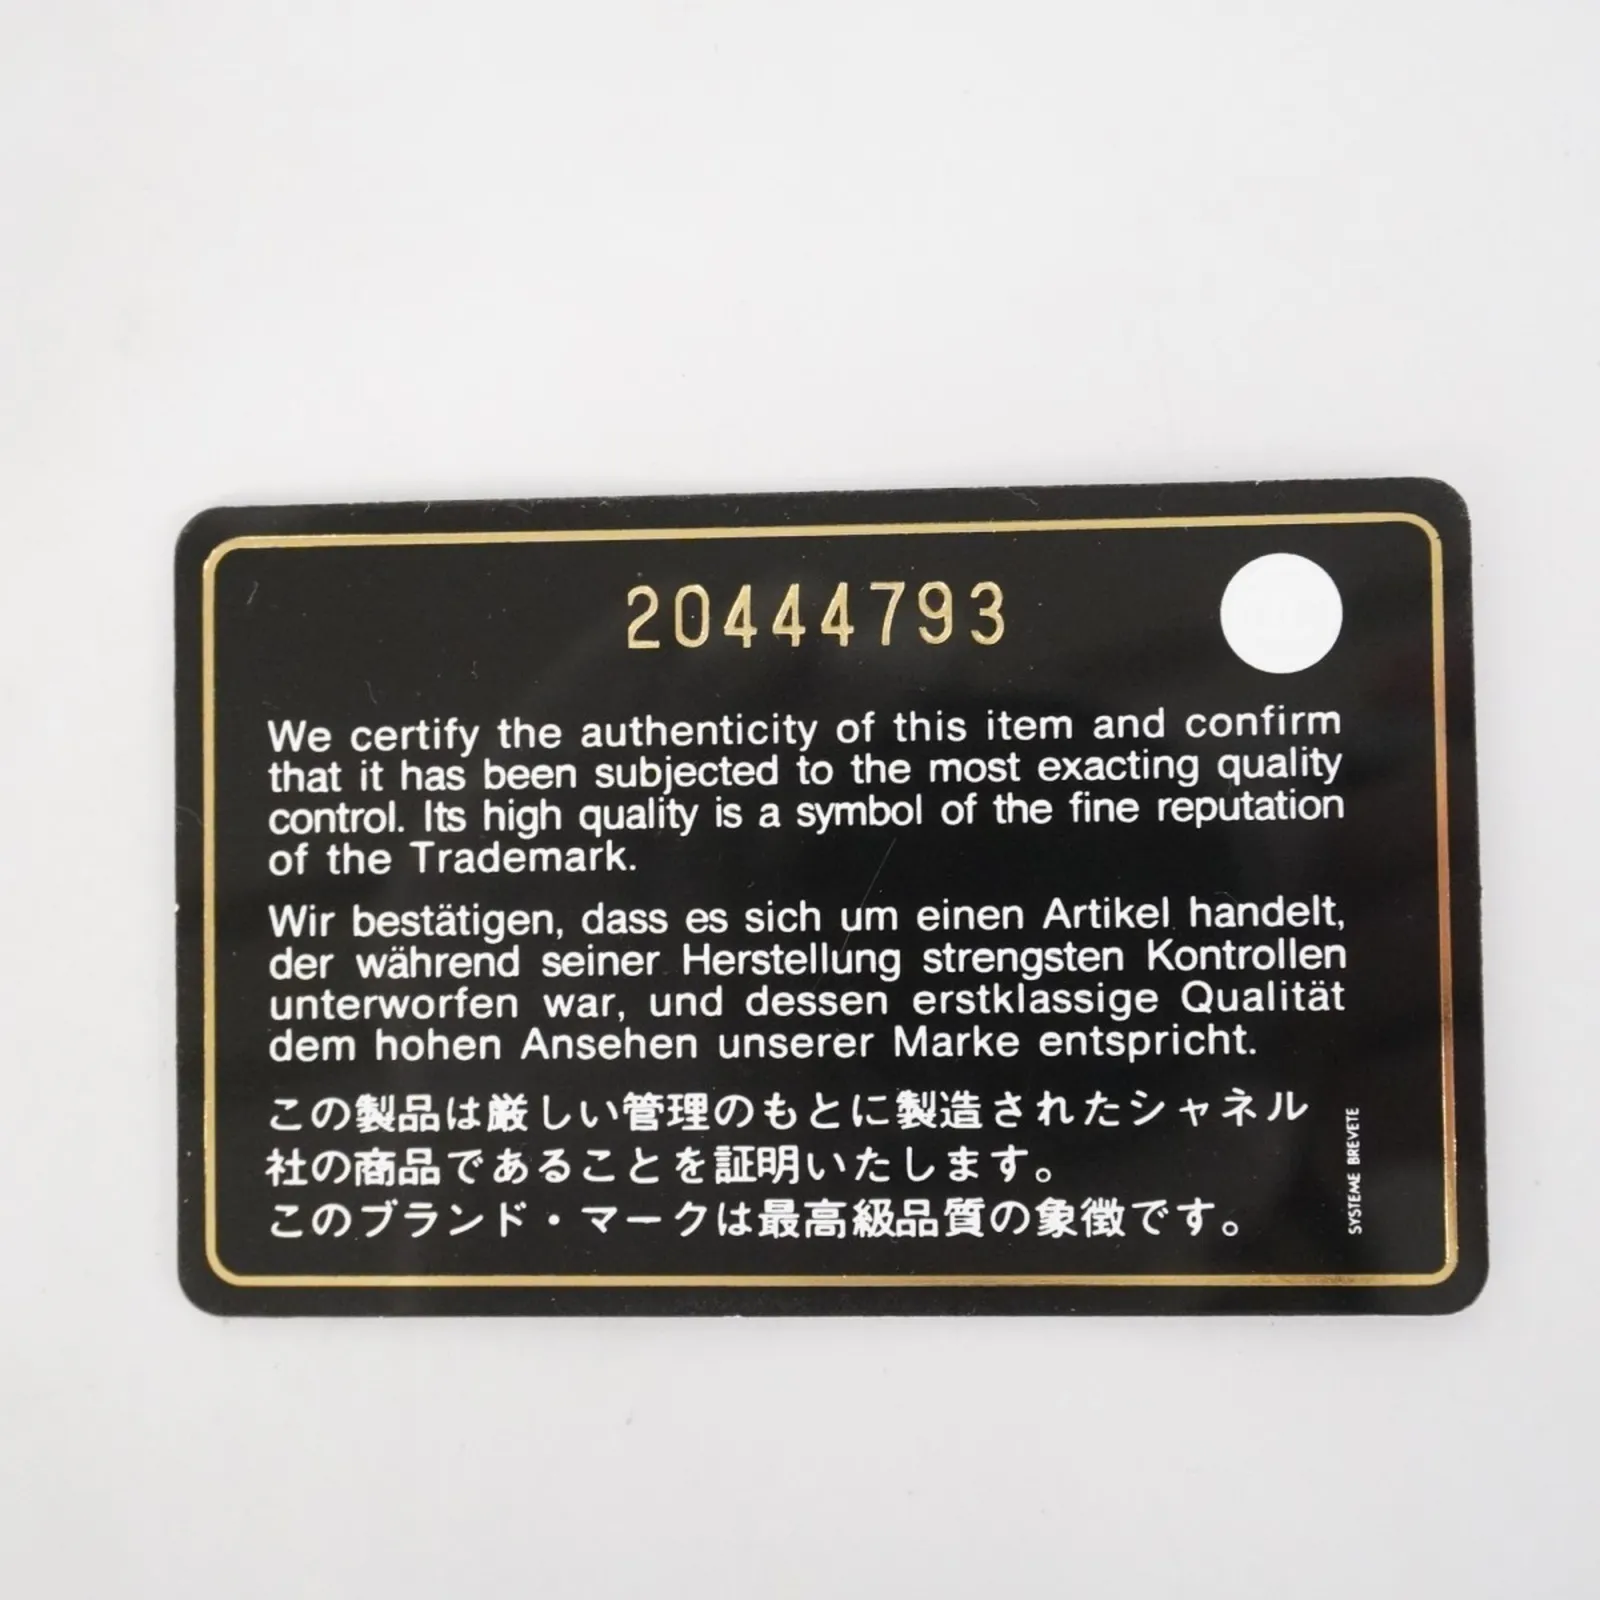 20444793
We certify the authenticity of this item and confirm
that it has been subjected to the most exacting quality
control. Its high quality is a symbol of the fine reputation
of the Trademark.
Wir bestätigen, dass es sich um einen Artikel handelt,
der während seiner Herstellung strengsten Kontrollen
unterworfen war, und dessen erstklassige Qualität
dem hohen Ansehen unserer Marke entspricht.
この製品は厳しい管理のもとに製造されたシャネル
社の商品であることを証明いたします。
このブランド・マークは最高級品質の象徴です。
SYSTEME BREVETE